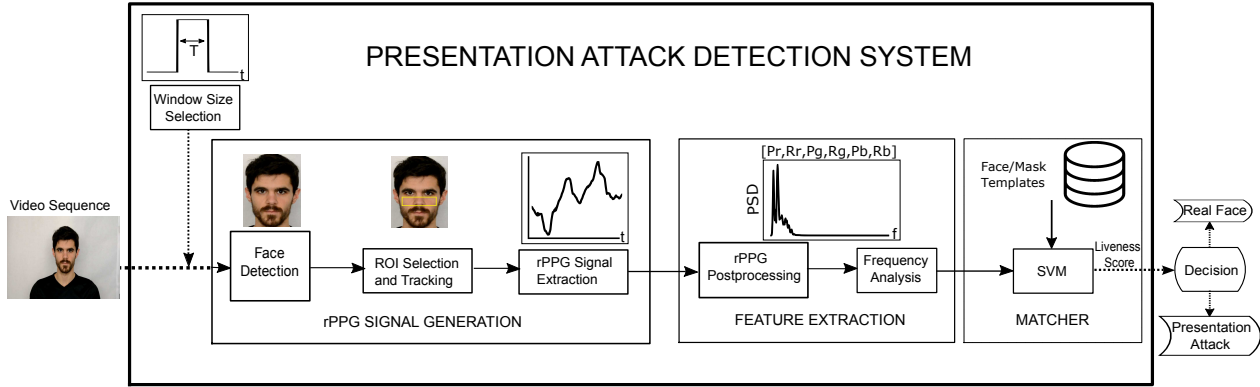 PRESENTATION ATTACK DETECTION SYSTEM
T
t
Window Size
Selection
Video Sequence
Face
Detection
ROI Selection
and Tracking
t
rPPG Signal
Extraction
rPPG SIGNAL GENERATION
[Pr,Rr,Pg,Rg,Pb,Rb]
PSD
f
rPPG
Postprocessing
Frequency
Analysis
FEATURE EXTRACTION
Face/Mask
Templates
SVM
MATCHER
Liveness
Score
Real Face
Decision
Presentation
Attack